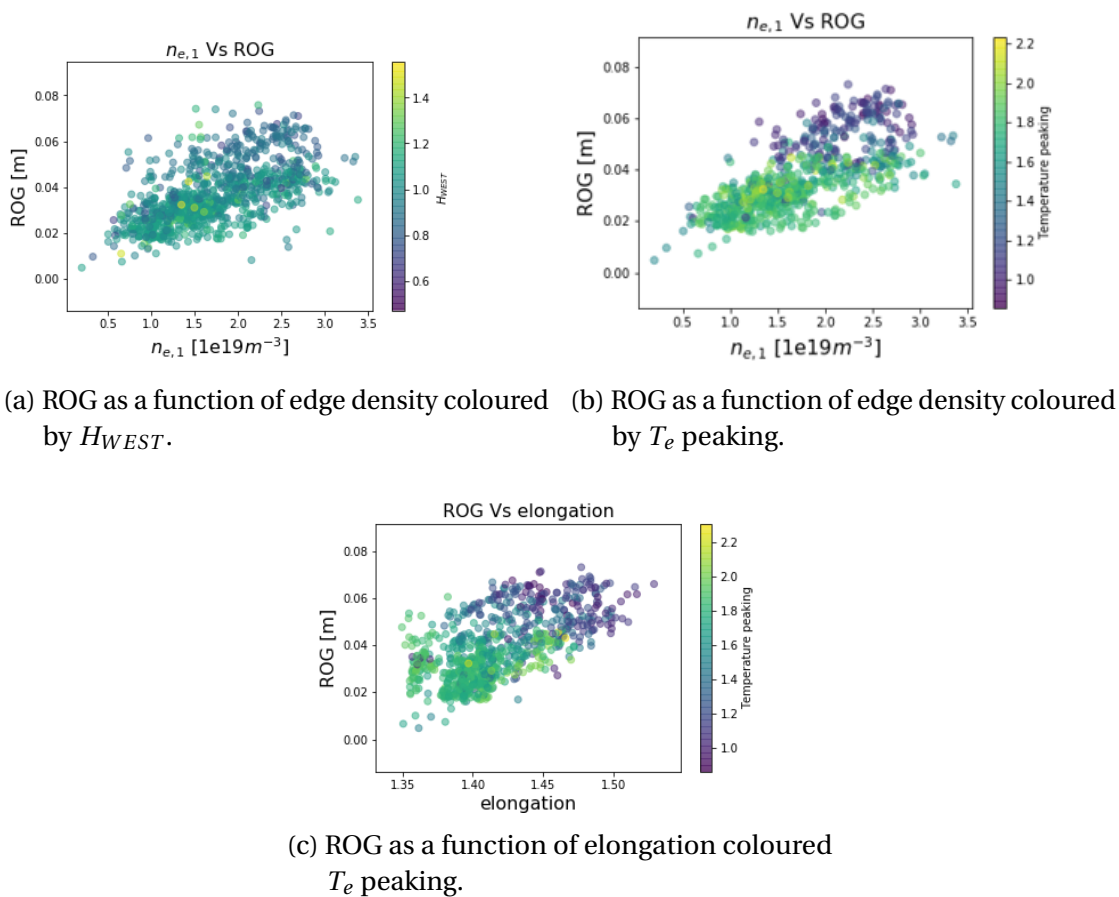 n_{e,1} Vs ROG
ROG [m]
0.08
0.06
0.04
0.02
0.00
0.5 1.0 1.5 2.0 2.5 3.0 3.5
n_{e,1} [1e19m^{-3}]
1.4
1.2
1.0
0.8
0.6
H_{WEST}
(a) ROG as a function of edge density coloured
by H_{WEST}.
n_{e,1} Vs ROG
ROG [m]
0.08
0.06
0.04
0.02
0.00
0.5 1.0 1.5 2.0 2.5 3.0 3.5
n_{e,1} [1e19m^{-3}]
2.2
2.0
1.8
1.6
1.4
1.2
1.0
Temperature peaking
(b) ROG as a function of edge density coloured
by T_e peaking.
ROG Vs elongation
ROG [m]
0.08
0.06
0.04
0.02
0.00
1.35 1.40 1.45 1.50
elongation
2.2
2.0
1.8
1.6
1.4
1.2
1.0
Temperature peaking
(c) ROG as a function of elongation coloured
T_e peaking.